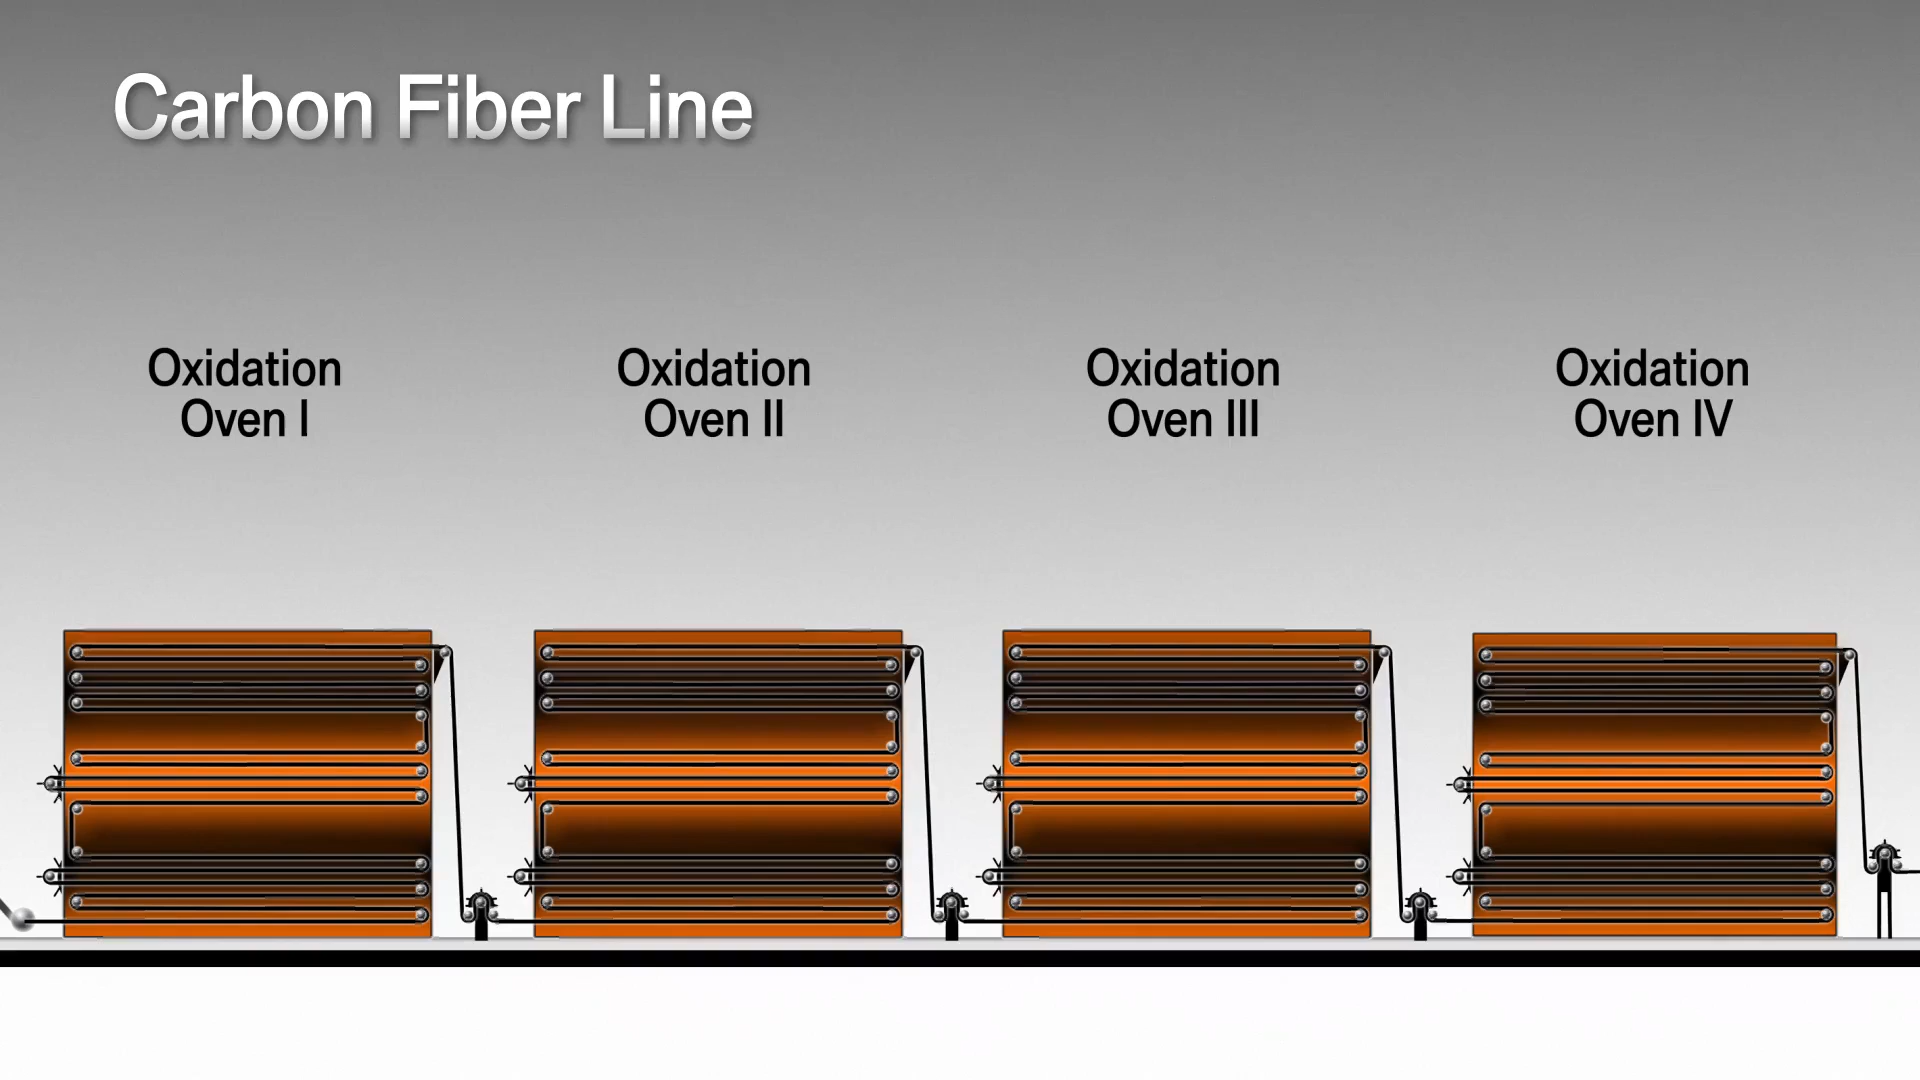 Carbon Fiber Line
Oxidation
Oven I
Oxidation
Oven II
Oxidation
Oven III
Oxidation
Oven IV